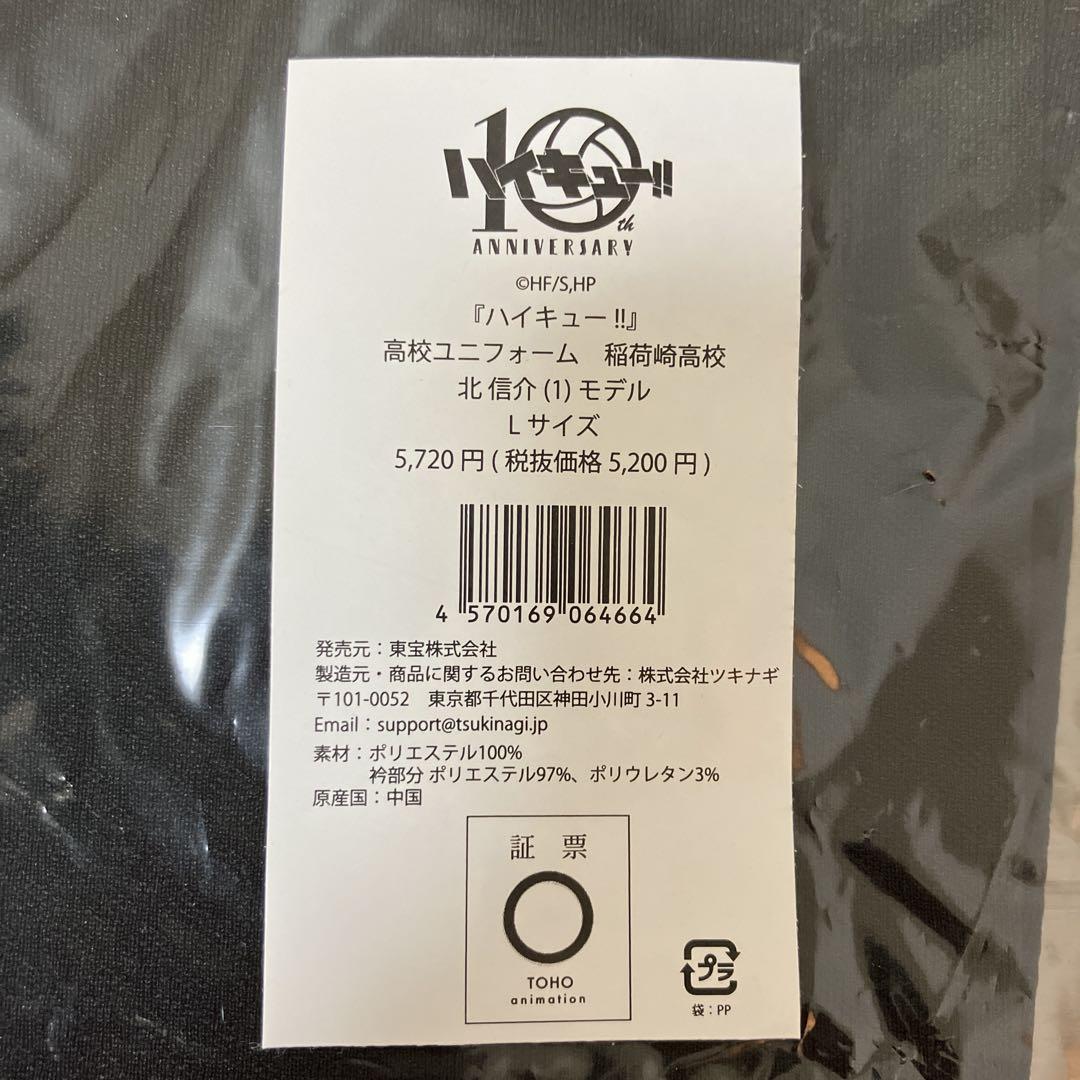 10th
ハイキュー!!
ANNIVERSARY
©HF/S,HP
『ハイキュー!!』
高校ユニフォーム　稲荷崎高校
北 信介 (1) モデル
L サイズ
5,720 円 ( 税抜価格 5,200 円 )
4 570169 064664
発売元：東宝株式会社
製造元・商品に関するお問い合わせ先：株式会社ツキナギ
〒101-0052　東京都千代田区神田小川町 3-11
Email：support@tsukinagi.jp
素材：ポリエステル100%
衿部分 ポリエステル97%、ポリウレタン3%
原産国：中国
証 票
TOHO
animation
プラ
袋：PP